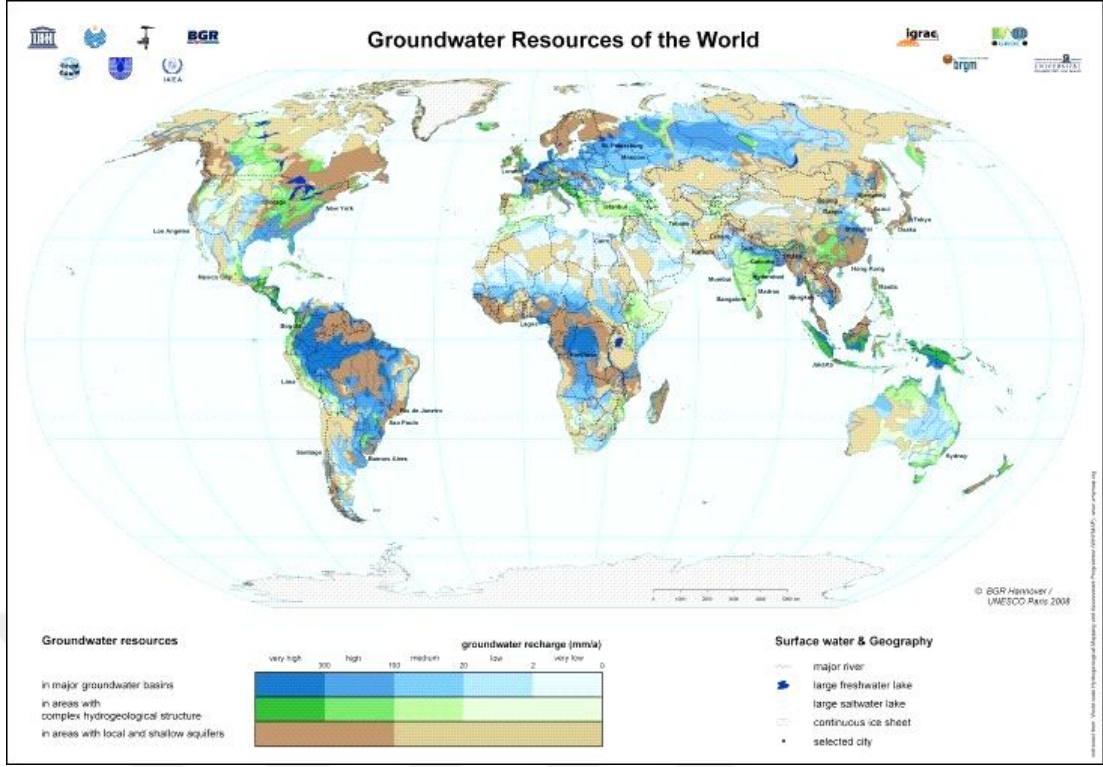 BGR
IAEA
Groundwater Resources of the World
igrac
brgm
St. Petersburg
Moscow
London
Paris
Istanbul
Chicago
New York
Los Angeles
Tokyo
Osaka
Seoul
Beijing
Shanghai
Cairo
Mexico City
Hong Kong
Manila
Mumbai
Hyderabad
Madras
Bangalore
Bangkok
Lagos
Kinshasa
Bogota
Jakarta
Lima
Rio de Janeiro
Sao Paulo
Santiago
Buenos Aires
Sydney
© BGR Hannover /
UNESCO Paris 2008
Groundwater resources
groundwater recharge (mm/a)
very high high medium low very low
300 100 20 2 0
in major groundwater basins
in areas with
complex hydrogeological structure
in areas with local and shallow aquifers
Surface water & Geography
major river
large freshwater lake
large saltwater lake
continuous ice sheet
selected city